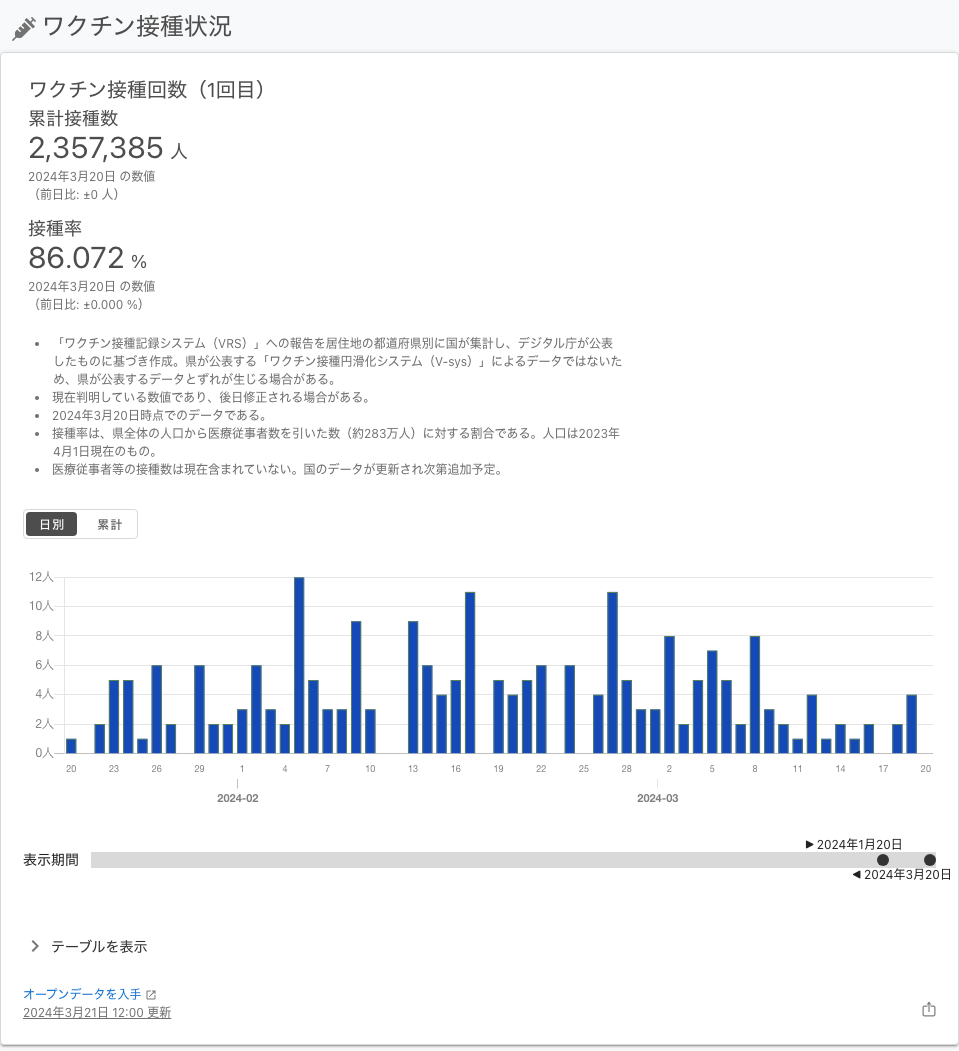 ワクチン接種状況
ワクチン接種回数（1回目）
累計接種数
2,357,385 人
2024年3月20日 の数値
（前日比: ±0 人）
接種率
86.072 %
2024年3月20日 の数値
（前日比: ±0.000 %）
• 「ワクチン接種記録システム（VRS）」への報告を居住地の都道府県別に国が集計し、デジタル庁が公表
したものに基づき作成。県が公表する「ワクチン接種円滑化システム（V-sys）」によるデータではないた
め、県が公表するデータとずれが生じる場合がある。
• 現在判明している数値であり、後日修正される場合がある。
• 2024年3月20日時点でのデータである。
• 接種率は、県全体の人口から医療従事者数を引いた数（約283万人）に対する割合である。人口は2023年
4月1日現在のもの。
• 医療従事者等の接種数は現在含まれていない。国のデータが更新され次第追加予定。
日別 累計
12人
10人
8人
6人
4人
2人
0人
20 23 26 29 1 4 7 10 13 16 19 22 25 28 2 5 8 11 14 17 20
2024-02 2024-03
▶ 2024年1月20日
表示期間
◀ 2024年3月20日
テーブルを表示
オープンデータを入手
2024年3月21日 12:00 更新